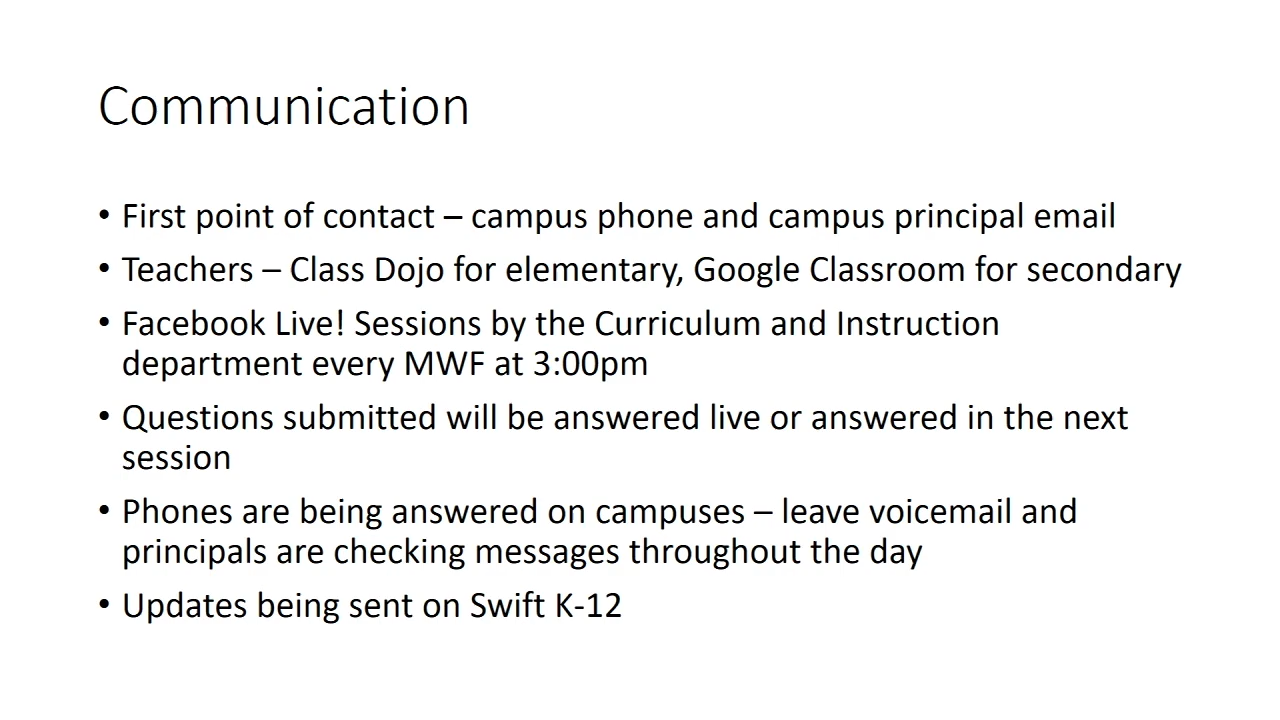 Communication
• First point of contact – campus phone and campus principal email
• Teachers – Class Dojo for elementary, Google Classroom for secondary
• Facebook Live! Sessions by the Curriculum and Instruction
department every MWF at 3:00pm
• Questions submitted will be answered live or answered in the next
session
• Phones are being answered on campuses – leave voicemail and
principals are checking messages throughout the day
• Updates being sent on Swift K-12